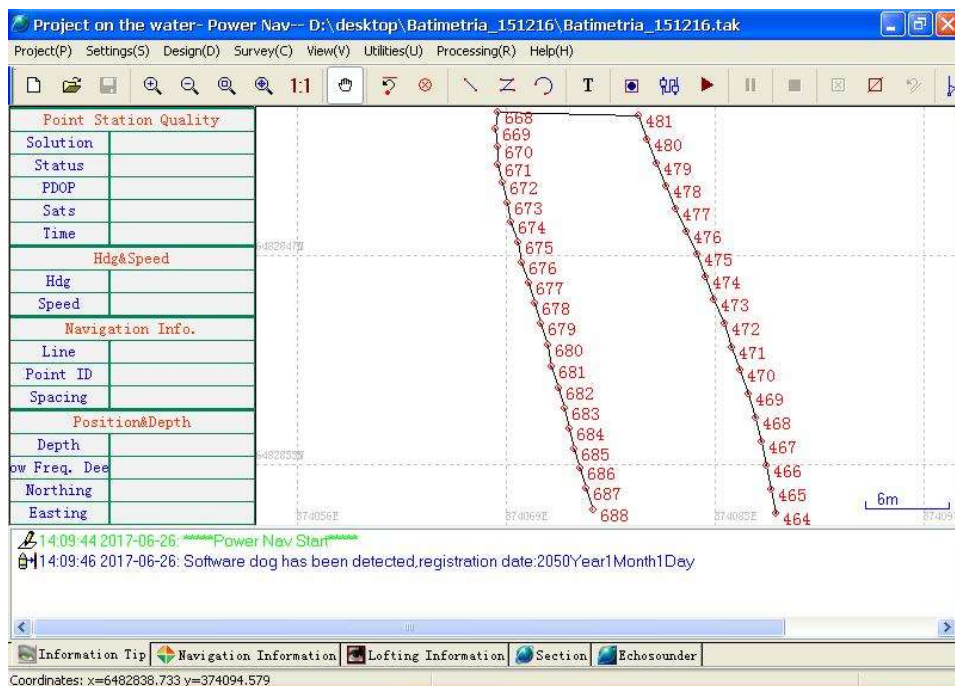 Project on the water- Power Nav-- D:\desktop\Batimetria_151216\Batimetria_151216.tak
Project(P) Settings(S) Design(D) Survey(C) View(V) Utilities(U) Processing(R) Help(H)
1:1 T
Point Station Quality
Solution
Status
PDOP
Sats
Time
Hdg&Speed
Hdg
Speed
Navigation Info.
Line
Point ID
Spacing
Position&Depth
Depth
ow Freq. Dee
Northing
Easting
668
669
670
671
672
673
674
675
676
677
678
679
680
681
682
683
684
685
686
687
688
481
480
479
478
477
476
475
474
473
472
471
470
469
468
467
466
465
464
6m
374056E
374069E
374083E
14:09:44 2017-06-26: *****Power Nav Start*****
14:09:46 2017-06-26: Software dog has been detected,registration date:2050Year1Month1Day
Information Tip Navigation Information Lofting Information Section Echosounder
Coordinates: x=6482838.733 y=374094.579